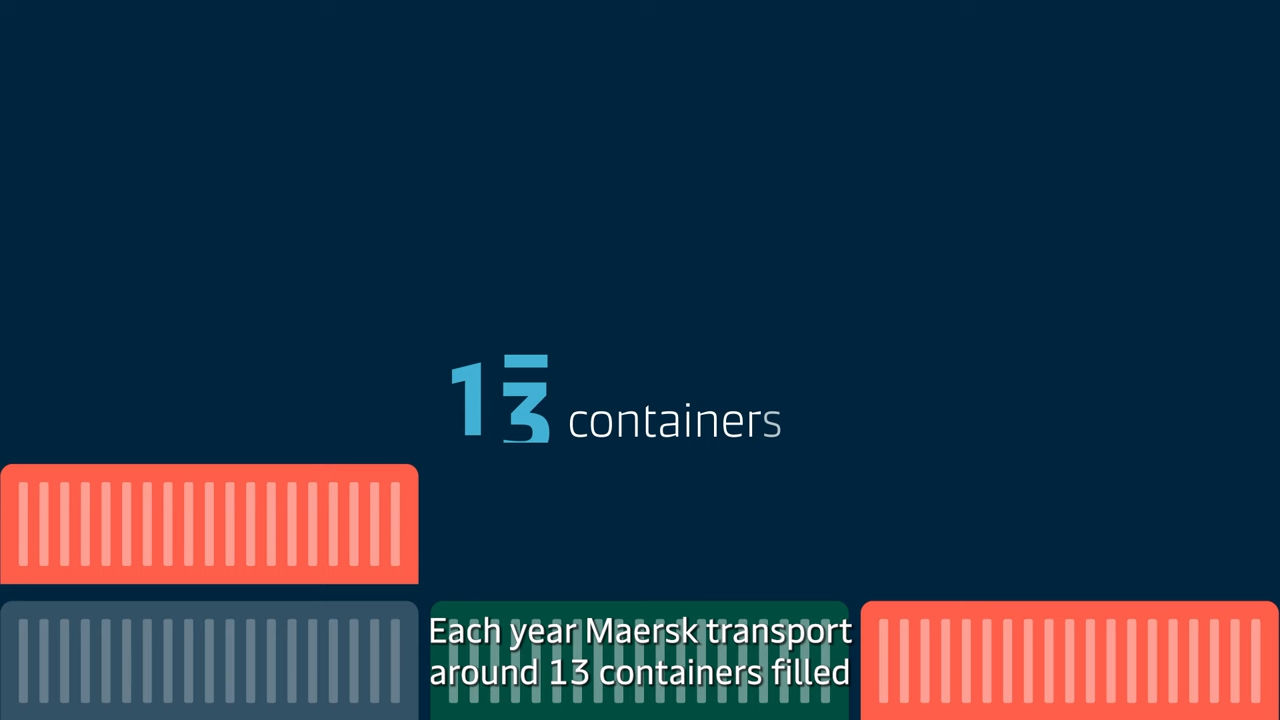 13 containers
Each year Maersk transport
around 13 containers filled